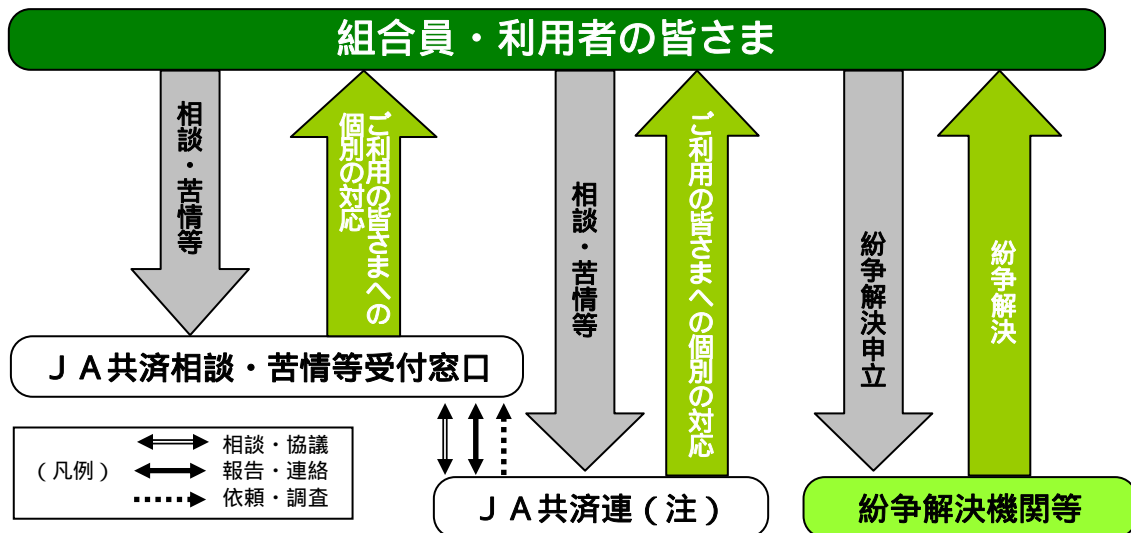 組合員・利用者の皆さま
相談・苦情等
ご利用の皆さまへの
個別の対応
相談・苦情等
ご利用の皆さまへの個別の対応
紛争解決申立
紛争解決
ＪＡ共済相談・苦情等受付窓口
（凡例）
相談・協議
報告・連絡
依頼・調査
ＪＡ共済連（注）
紛争解決機関等